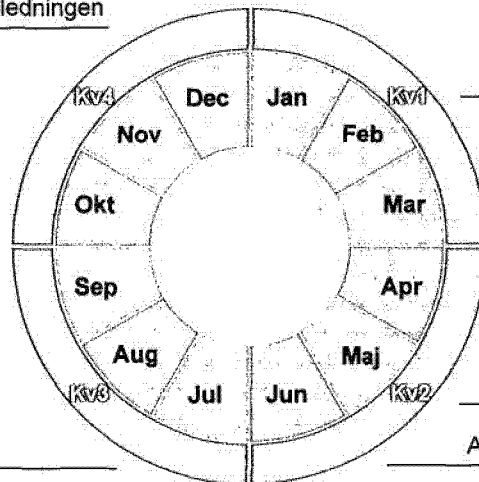 ledningen
Dec
Jan
Kv4
Kv1
Nov
Feb
Okt
Mar
Sep
Apr
Aug
Maj
Kv3
Jul
Jun
Kv2
A